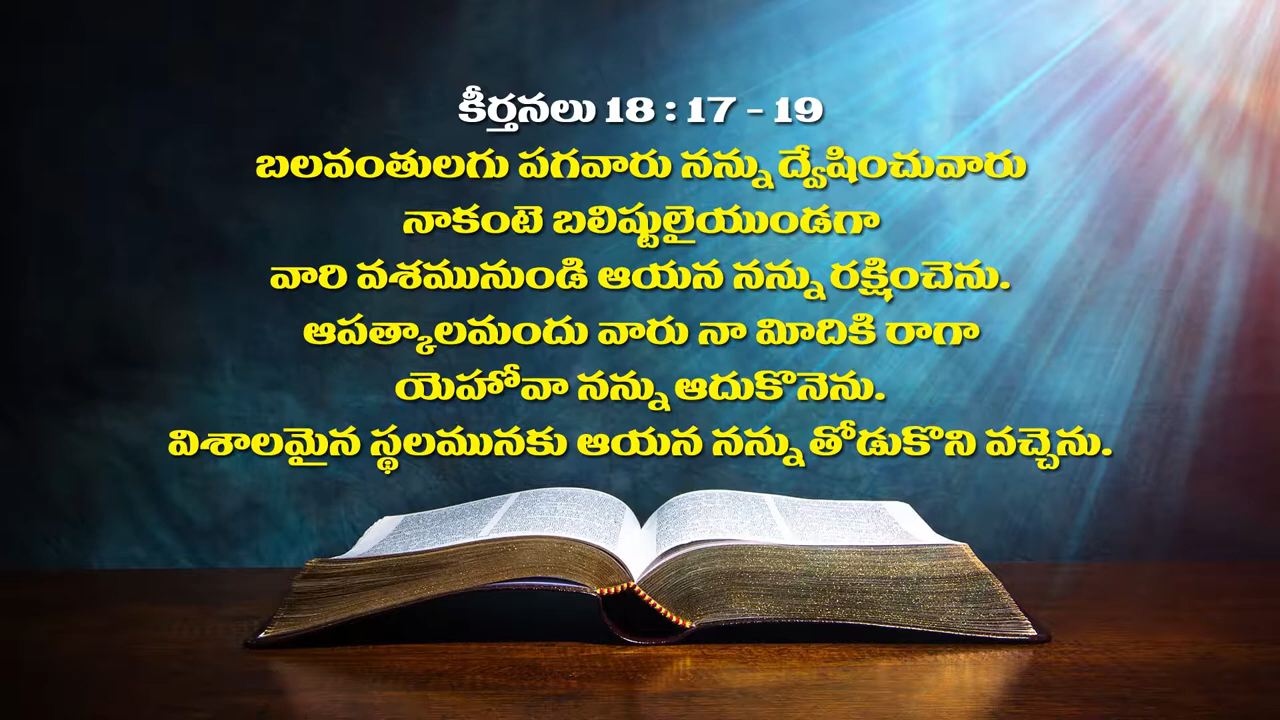 కీర్తనలు 18 : 17 - 19
బలవంతులగు పగవారు నన్ను ద్వేషించువారు
నాకంటె బలిష్టులైయుండగా
వారి వశమునుండి ఆయన నన్ను రక్షించెను.
ఆపత్కాలమందు వారు నా మీదికి రాగా
యెహోవా నన్ను ఆదుకొనెను.
విశాలమైన స్థలమునకు ఆయన నన్ను తోడుకొని వచ్చెను.